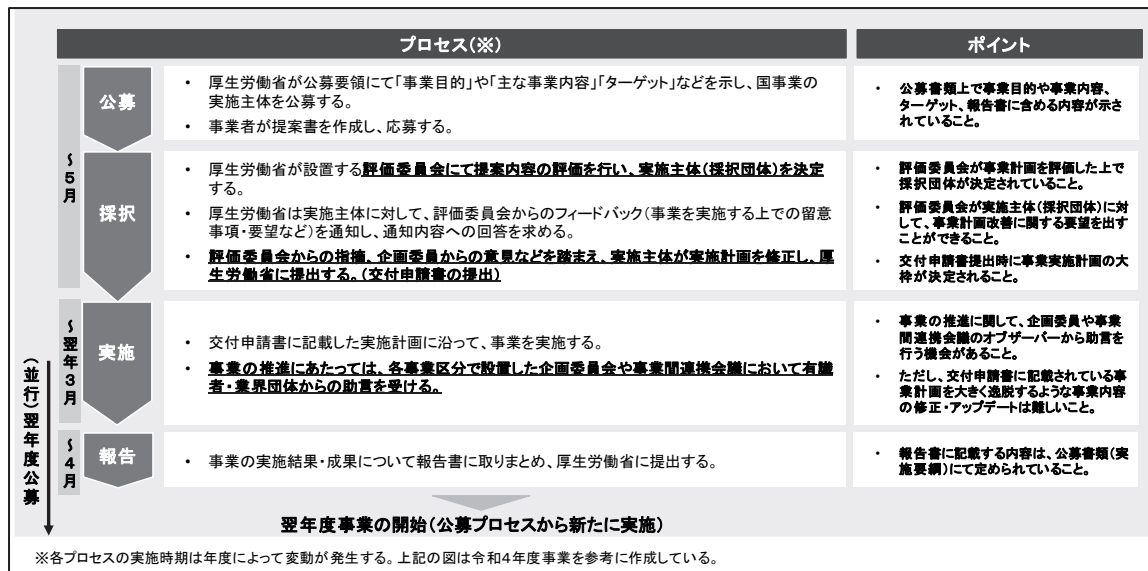 プロセス(※)
ポイント
~5月
公募
• 厚生労働省が公募要領にて「事業目的」や「主な事業内容」「ターゲット」などを示し、国事業の
実施主体を公募する。
• 事業者が提案書を作成し、応募する。
• 公募書類上で事業目的や事業内容、
ターゲット、報告書に含める内容が示さ
れていること。
採択
• 厚生労働省が設置する評価委員会にて提案内容の評価を行い、実施主体(採択団体)を決定
する。
• 厚生労働省は実施主体に対して、評価委員会からのフィードバック(事業を実施する上での留意
事項・要望など)を通知し、通知内容への回答を求める。
• 評価委員会からの指摘、企画委員からの意見などを踏まえ、実施主体が実施計画を修正し、厚
生労働省に提出する。(交付申請書の提出)
• 評価委員会が事業計画を評価した上で
採択団体が決定されていること。
• 評価委員会が実施主体(採択団体)に対
して、事業計画改善に関する要望を出す
ことができること。
• 交付申請書提出時に事業実施計画の大
枠が決定されること。
~翌年3月
実施
• 交付申請書に記載した実施計画に沿って、事業を実施する。
• 事業の推進にあたっては、各事業区分で設置した企画委員会や事業間連携会議において有識
者・業界団体からの助言を受ける。
• 事業の推進に関して、企画委員や事業
間連携会議のオブザーバーから助言を
行う機会があること。
• ただし、交付申請書に記載されている事
業計画を大きく逸脱するような事業内容
の修正・アップデートは難しいこと。
(並行)翌年度公募
~4月
報告
• 事業の実施結果・成果について報告書に取りまとめ、厚生労働省に提出する。
• 報告書に記載する内容は、公募書類(実
施要綱)にて定められていること。
翌年度事業の開始(公募プロセスから新たに実施)
※各プロセスの実施時期は年度によって変動が発生する。上記の図は令和4年度事業を参考に作成している。